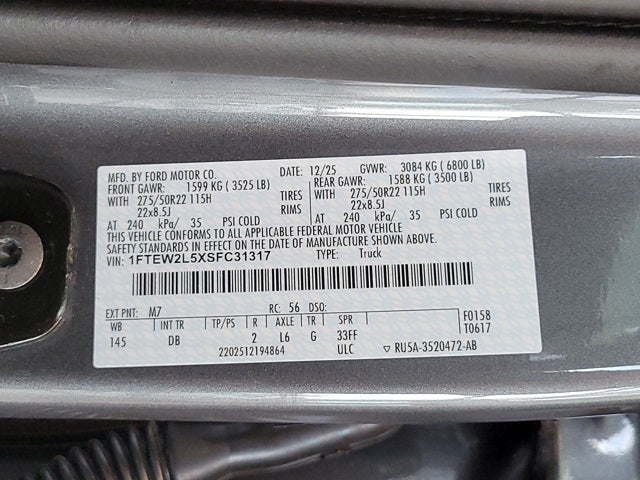 MFD. BY FORD MOTOR CO. DATE: 12/25 GVWR: 3084 KG ( 6800 LB)
FRONT GAWR: 1599 KG ( 3525 LB) REAR GAWR: 1588 KG ( 3500 LB)
WITH 275/50R22 115H TIRES WITH 275/50R22 115H TIRES
22x8.5J RIMS 22x8.5J RIMS
AT 240 kPa/ 35 PSI COLD AT 240 kPa/ 35 PSI COLD
THIS VEHICLE CONFORMS TO ALL APPLICABLE FEDERAL MOTOR VEHICLE
SAFETY STANDARDS IN EFFECT ON THE DATE OF MANUFACTURE SHOWN ABOVE.
VIN: 1FTEW2L5XSFC31317 TYPE: Truck
EXT PNT: M7 RC: 56 DSO:
WB INT TR TP/PS R AXLE TR SPR F0158
145 DB 2 L6 G 33FF T0617
2202512194864 ULC ▽ RU5A-3520472-AB